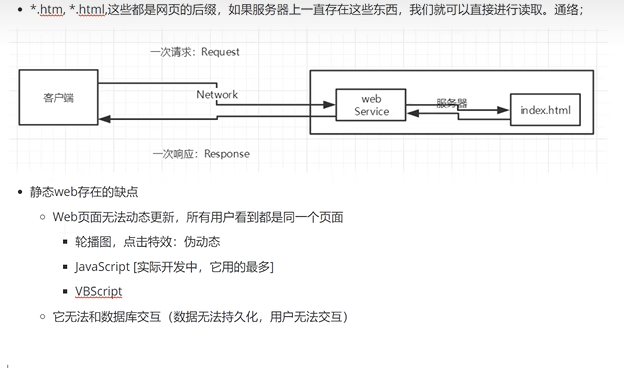 *.htm, *.html,这些都是网页的后缀，如果服务器上一直存在这些东西，我们就可以直接进行读取。通络；
一次请求：Request
客户端
Network
web
Service
服务器
index.html
一次响应：Response
静态web存在的缺点
Web页面无法动态更新，所有用户看到都是同一个页面
轮播图，点击特效：伪动态
JavaScript [实际开发中，它用的最多]
VBScript
它无法和数据库交互（数据无法持久化，用户无法交互）